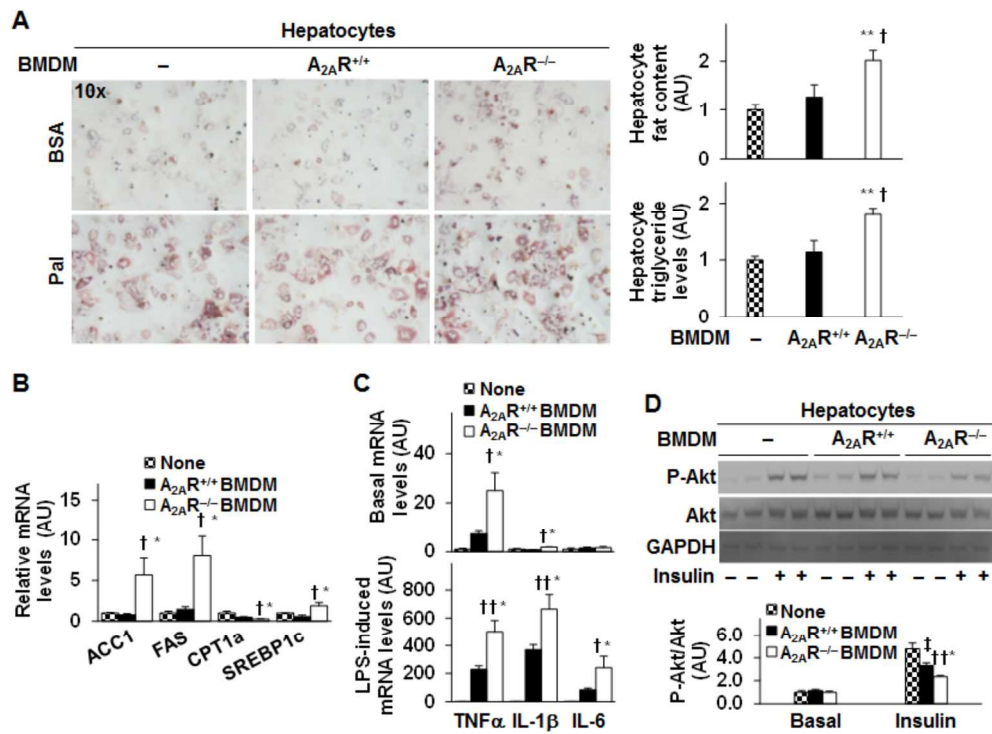 A
Hepatocytes
BMDM – A2AR+/+ A2AR–/–
10x
BSA
Pal
** †
Hepatocyte fat content (AU)
2
1
0
** †
Hepatocyte triglyceride levels (AU)
2
1
0
BMDM – A2AR+/+ A2AR–/–
B
None
A2AR+/+ BMDM
A2AR–/– BMDM
Relative mRNA levels (AU)
15
10
5
0
† *
† *
† *
† *
ACC1 FAS CPT1a SREBP1c
C
None
A2AR+/+ BMDM
A2AR–/– BMDM
Basal mRNA levels (AU)
40
20
0
† *
† *
LPS-induced mRNA levels (AU)
800
600
400
200
0
†† *
†† *
† *
TNFα IL-1β IL-6
D
Hepatocytes
BMDM – A2AR+/+ A2AR–/–
P-Akt
Akt
GAPDH
Insulin – – + + – – + + – – + +
None
A2AR+/+ BMDM
A2AR–/– BMDM
P-Akt/Akt (AU)
6.0
4.0
2.0
0.0
‡
††*
Basal Insulin